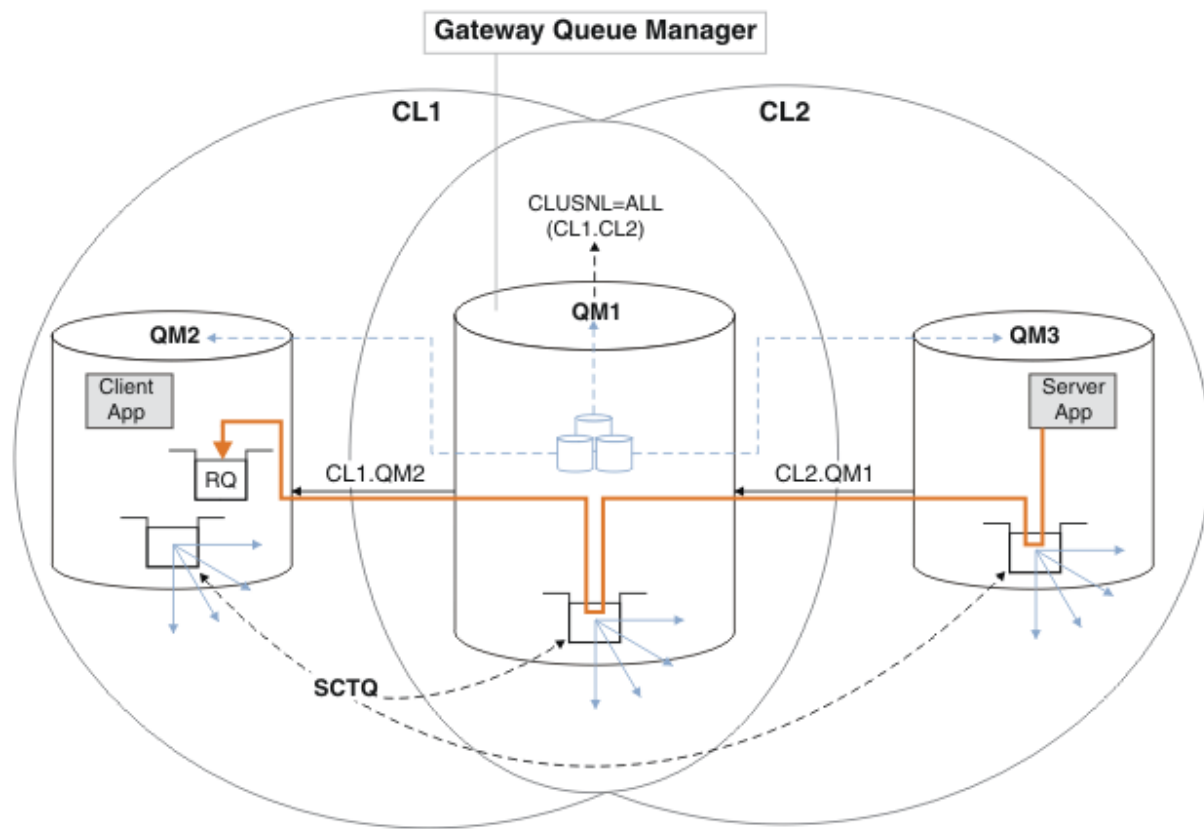 Gateway Queue Manager
CL1
CL2
CLUSNL=ALL
(CL1.CL2)
QM2
QM1
QM3
Client
App
Server
App
RQ
CL1.QM2
CL2.QM1
SCTQ